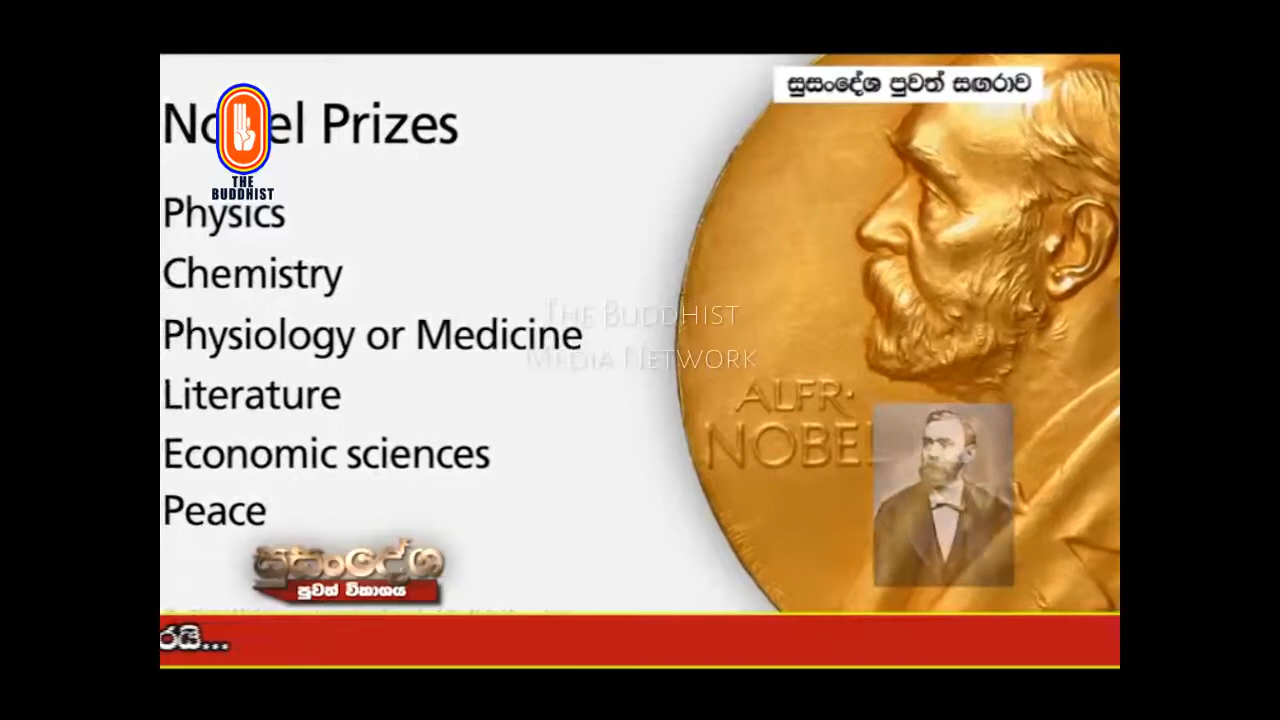 සුසංදේශ පුවත් සඟරාව
Nobel Prizes
THE
BUDDHIST
Physics
Chemistry
Physiology or Medicine
Literature
Economic sciences
Peace
The Buddhist
Media Network
ALFR·
NOBEL
සුසංදේශ
පුවත් විකාශය
රයි...